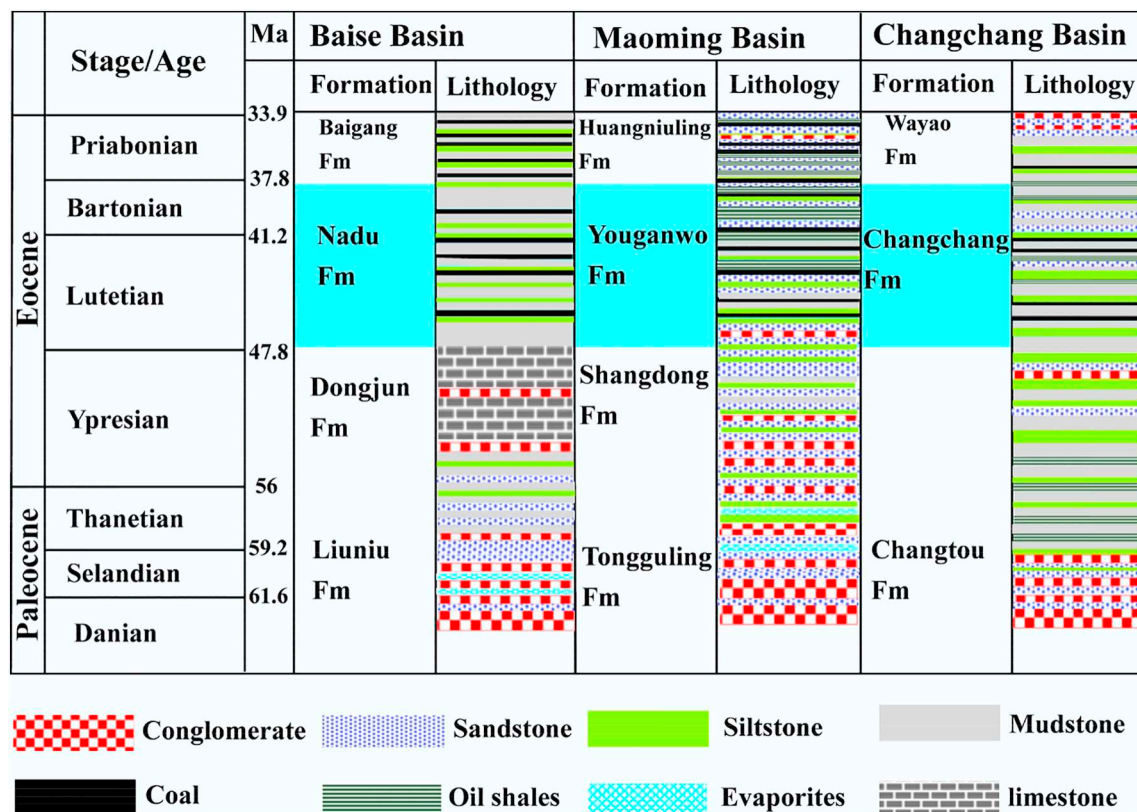 Stage/Age
Ma
Baise Basin
Maoming Basin
Changchang Basin
Formation
Lithology
Formation
Lithology
Formation
Lithology
33.9
37.8
41.2
47.8
56
59.2
61.6
Eocene
Paleocene
Priabonian
Bartonian
Lutetian
Ypresian
Thanetian
Selandian
Danian
Baigang
Fm
Nadu
Fm
Dongjun
Fm
Liuniu
Fm
Huangniuling
Fm
Youganwo
Fm
Shangdong
Fm
Tongguling
Fm
Wayao
Fm
Changchang
Fm
Changtou
Fm
Conglomerate
Sandstone
Siltstone
Mudstone
Coal
Oil shales
Evaporites
limestone